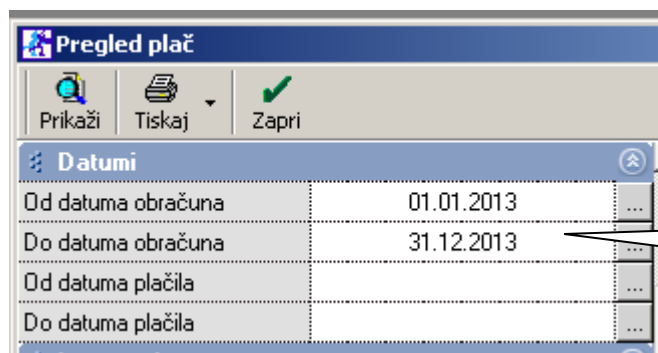 Pregled plač
Prikaži Tiskaj Zapri
Datumi
Od datuma obračuna 01.01.2013 ...
Do datuma obračuna 31.12.2013 ...
Od datuma plačila ...
Do datuma plačila ...